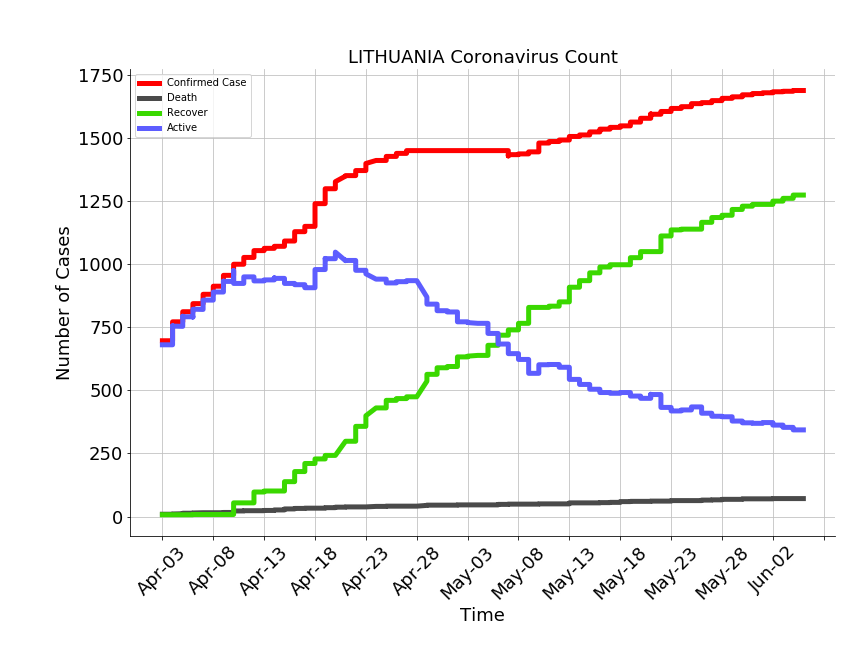 LITHUANIA Coronavirus Count
Confirmed Case
Death
Recover
Active
1750
1500
1250
1000
750
500
250
0
Number of Cases
Apr-03
Apr-08
Apr-13
Apr-18
Apr-23
Apr-28
May-03
May-08
May-13
May-18
May-23
May-28
Jun-02
Time